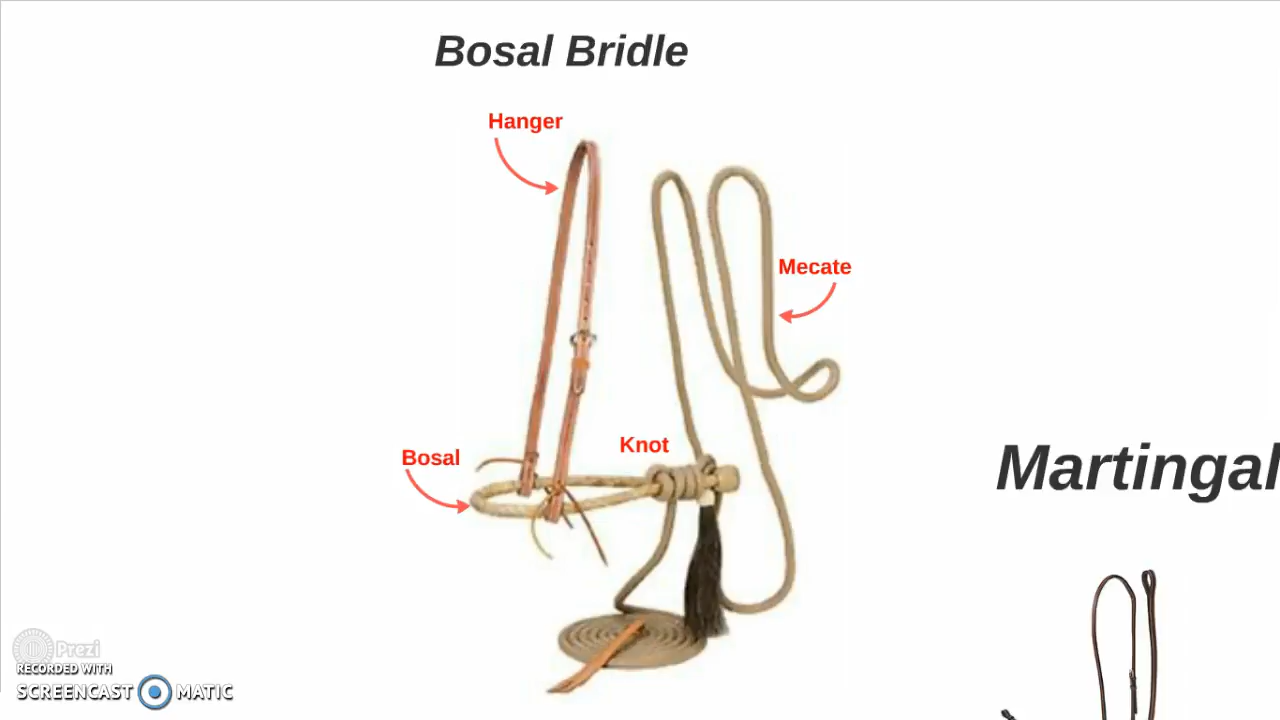 Bosal Bridle
Hanger
Mecate
Knot
Bosal
Martingal
Prezi
RECORDED WITH
SCREENCAST MATIC